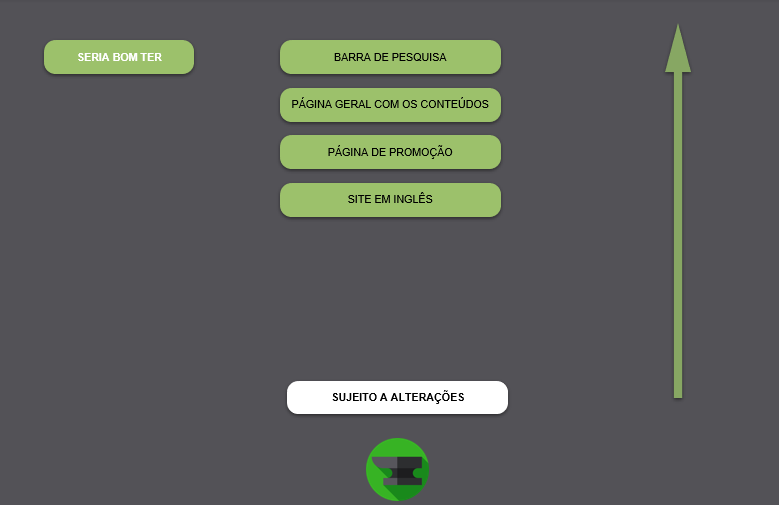 SERIA BOM TER
BARRA DE PESQUISA
PÁGINA GERAL COM OS CONTEÚDOS
PÁGINA DE PROMOÇÃO
SITE EM INGLÊS
SUJEITO A ALTERAÇÕES